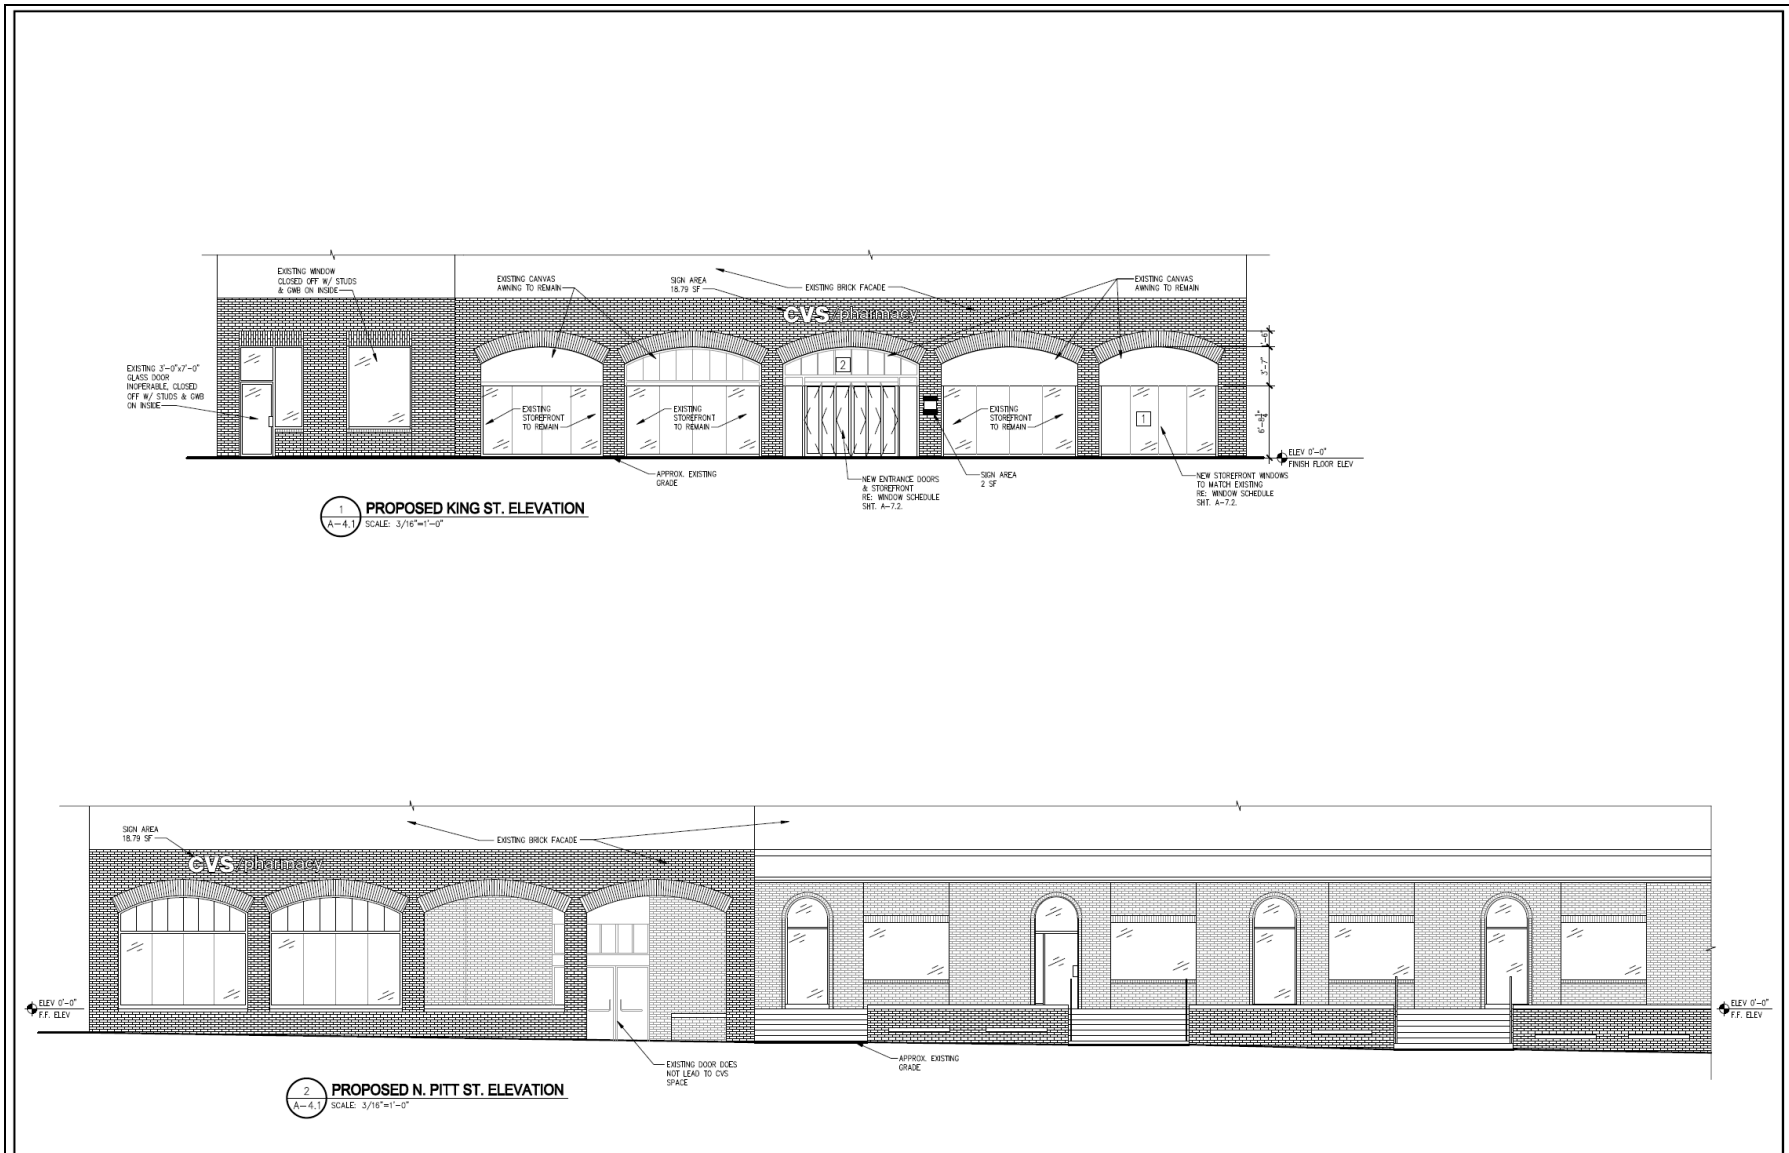 EXISTING WINDOW
CLOSED OFF W/ STUDS
& GWB ON INSIDE
EXISTING CANVAS
AWNING TO REMAIN
SIGN AREA
18.79 SF
EXISTING BRICK FACADE
EXISTING CANVAS
AWNING TO REMAIN
CVS/pharmacy
EXISTING 3'-0"x7'-0"
GLASS DOOR
INOPERABLE, CLOSED
OFF W/ STUDS & GWB
ON INSIDE
2
1'-6"
3'-7"
EXISTING
STOREFRONT
TO REMAIN
EXISTING
STOREFRONT
TO REMAIN
EXISTING
STOREFRONT
TO REMAIN
1
ELEV 0'-0"
FINISH FLOOR ELEV
APPROX. EXISTING
GRADE
NEW ENTRANCE DOORS
& STOREFRONT
RE: WINDOW SCHEDULE
SHT. A-7.2.
SIGN AREA
2 SF
NEW STOREFRONT WINDOWS
TO MATCH EXISTING
RE: WINDOW SCHEDULE
SHT. A-7.2.
1
A-4.1
PROPOSED KING ST. ELEVATION
SCALE: 3/16"=1'-0"
SIGN AREA
18.79 SF
EXISTING BRICK FACADE
CVS/pharmacy
ELEV 0'-0"
F.F. ELEV
ELEV 0'-0"
F.F. ELEV
EXISTING DOOR DOES
NOT LEAD TO CVS
SPACE
APPROX. EXISTING
GRADE
2
A-4.1
PROPOSED N. PITT ST. ELEVATION
SCALE: 3/16"=1'-0"